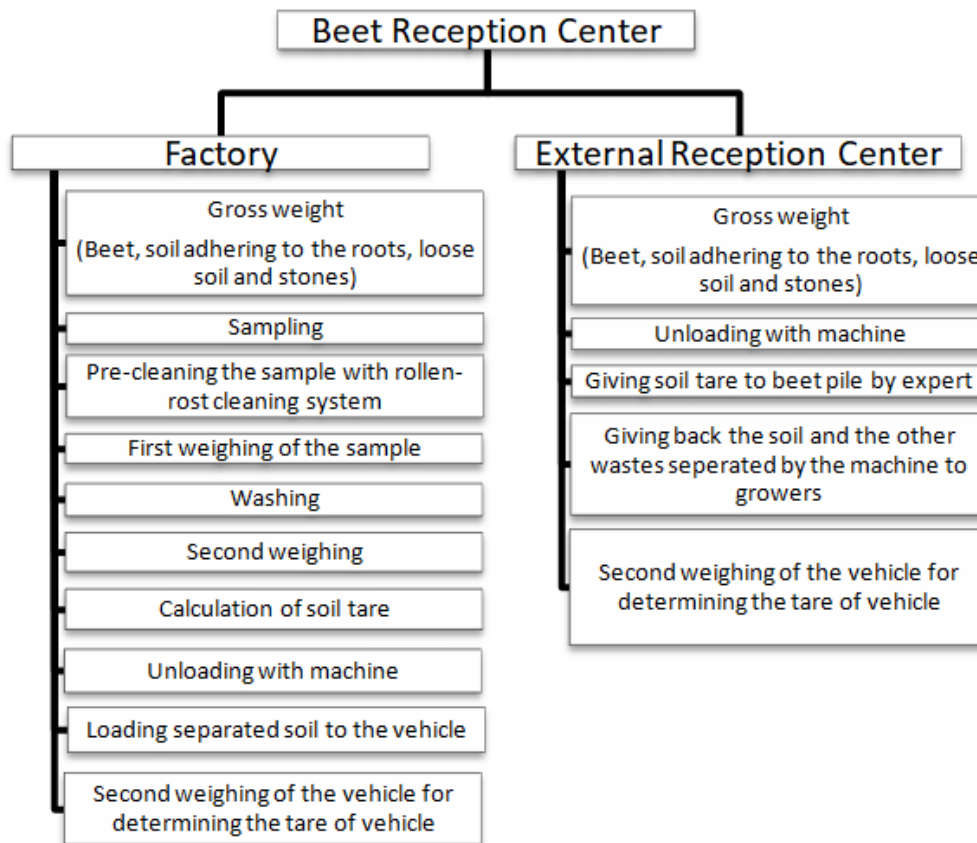 Beet Reception Center
Factory
Gross weight
(Beet, soil adhering to the roots, loose
soil and stones)
Sampling
Pre-cleaning the sample with rollen-
rost cleaning system
First weighing of the sample
Washing
Second weighing
Calculation of soil tare
Unloading with machine
Loading separated soil to the vehicle
Second weighing of the vehicle for
determining the tare of vehicle
External Reception Center
Gross weight
(Beet, soil adhering to the roots, loose
soil and stones)
Unloading with machine
Giving soil tare to beet pile by expert
Giving back the soil and the other
wastes seperated by the machine to
growers
Second weighing of the vehicle for
determining the tare of vehicle